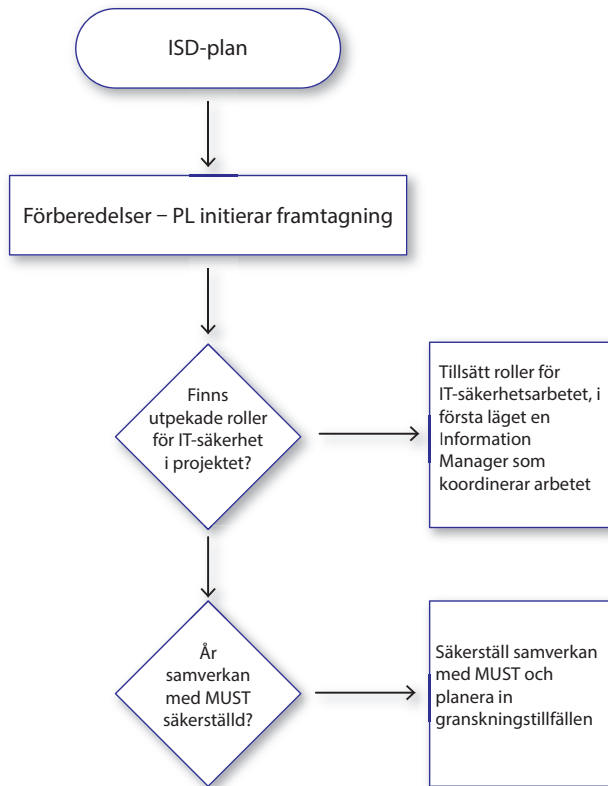 ISD-plan
Förberedelser – PL initierar framtagning
Finns
utpekade roller
för IT-säkerhet
i projektet?
Tillsätt roller för
IT-säkerhetsarbetet, i
första läget en
Information
Manager som
koordinerar arbetet
År
samverkan
med MUST
säkerställd?
Säkerställ samverkan
med MUST och
planera in
granskningstillfällen